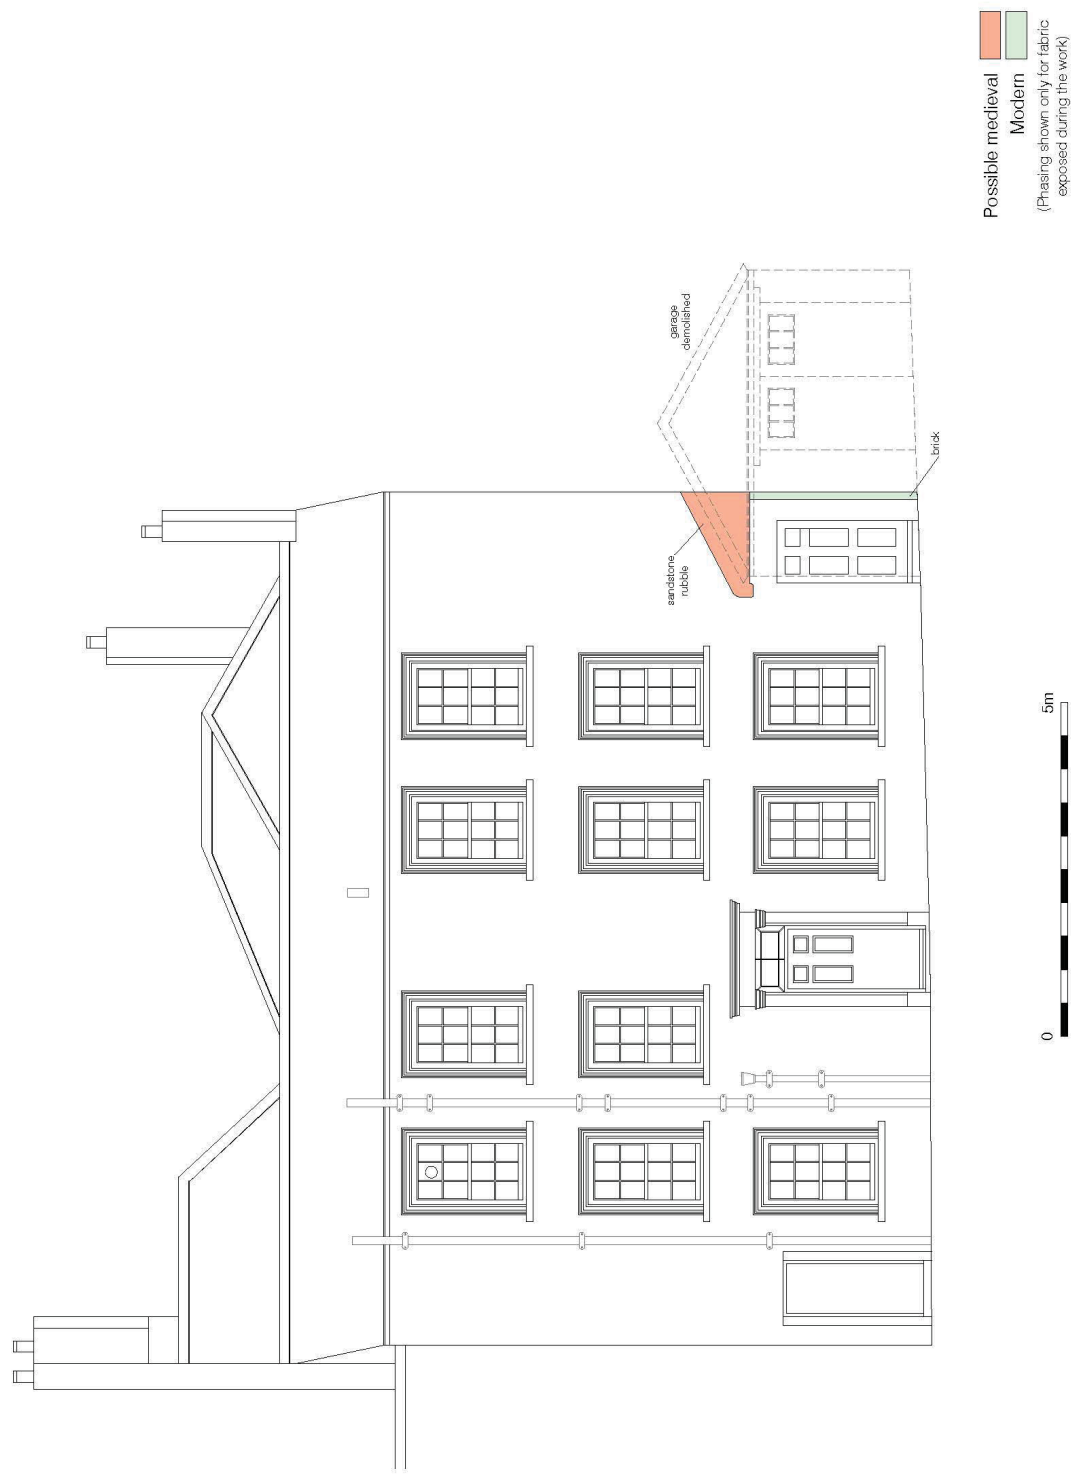 Possible medieval
Modern
(Phasing shown only for fabric
exposed during the work)
garage
demolished
brick
sandstone
rubble
0
5m